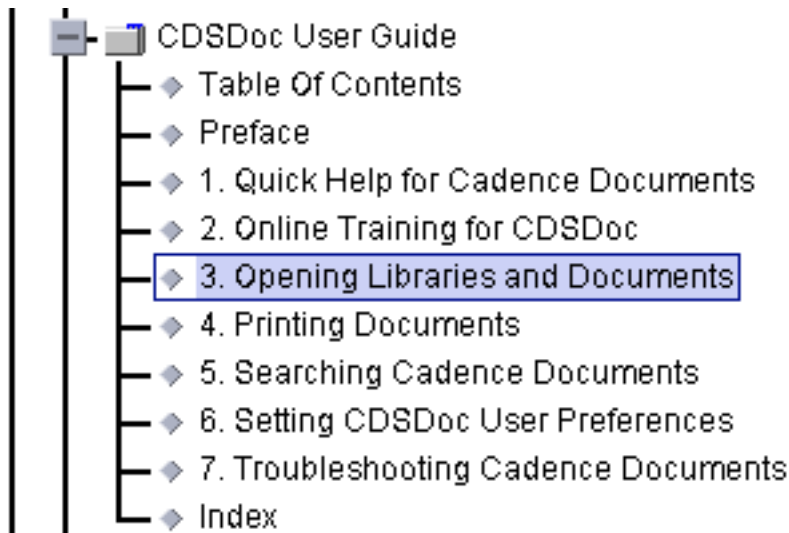 CDSDoc User Guide
Table Of Contents
Preface
1. Quick Help for Cadence Documents
2. Online Training for CDSDoc
3. Opening Libraries and Documents
4. Printing Documents
5. Searching Cadence Documents
6. Setting CDSDoc User Preferences
7. Troubleshooting Cadence Documents
Index